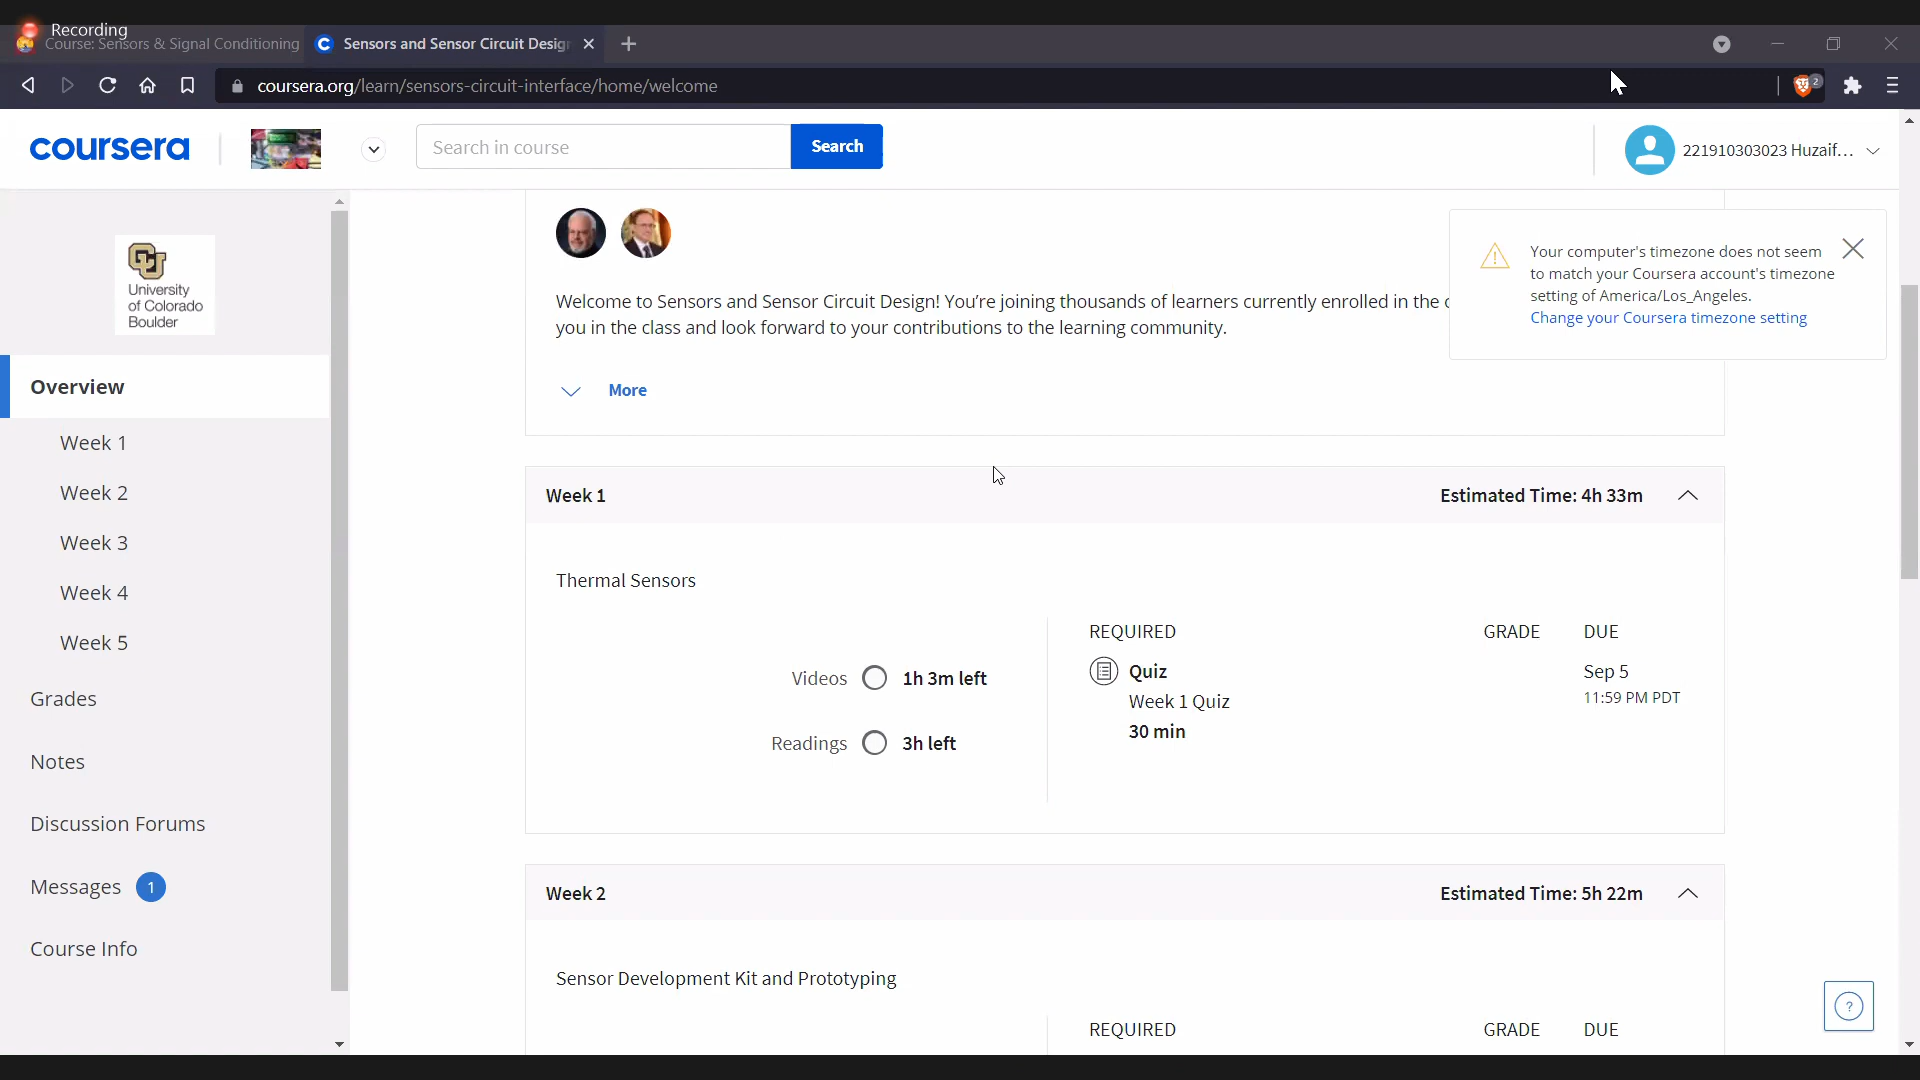 Recording
Course: Sensors & Signal Conditioning
Sensors and Sensor Circuit Desig
coursera.org/learn/sensors-circuit-interface/home/welcome
2
coursera
Search in course
Search
221910303023 Huzaif...
University
of Colorado
Boulder
Overview
Week 1
Week 2
Week 3
Week 4
Week 5
Grades
Notes
Discussion Forums
Messages 1
Course Info
Welcome to Sensors and Sensor Circuit Design! You’re joining thousands of learners currently enrolled in the
you in the class and look forward to your contributions to the learning community.
More
Your computer's timezone does not seem
to match your Coursera account's timezone
setting of America/Los_Angeles.
Change your Coursera timezone setting
Week 1
Estimated Time: 4h 33m
Thermal Sensors
Videos 1h 3m left
Readings 3h left
REQUIRED GRADE DUE
Quiz
Week 1 Quiz
30 min
Sep 5
11:59 PM PDT
Week 2
Estimated Time: 5h 22m
Sensor Development Kit and Prototyping
REQUIRED GRADE DUE
?